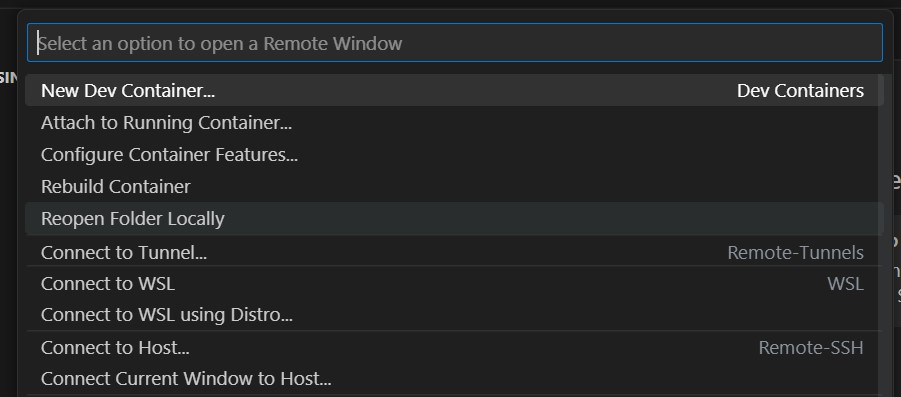 Select an option to open a Remote Window
New Dev Container... Dev Containers
Attach to Running Container...
Configure Container Features...
Rebuild Container
Reopen Folder Locally
Connect to Tunnel... Remote-Tunnels
Connect to WSL WSL
Connect to WSL using Distro...
Connect to Host... Remote-SSH
Connect Current Window to Host...